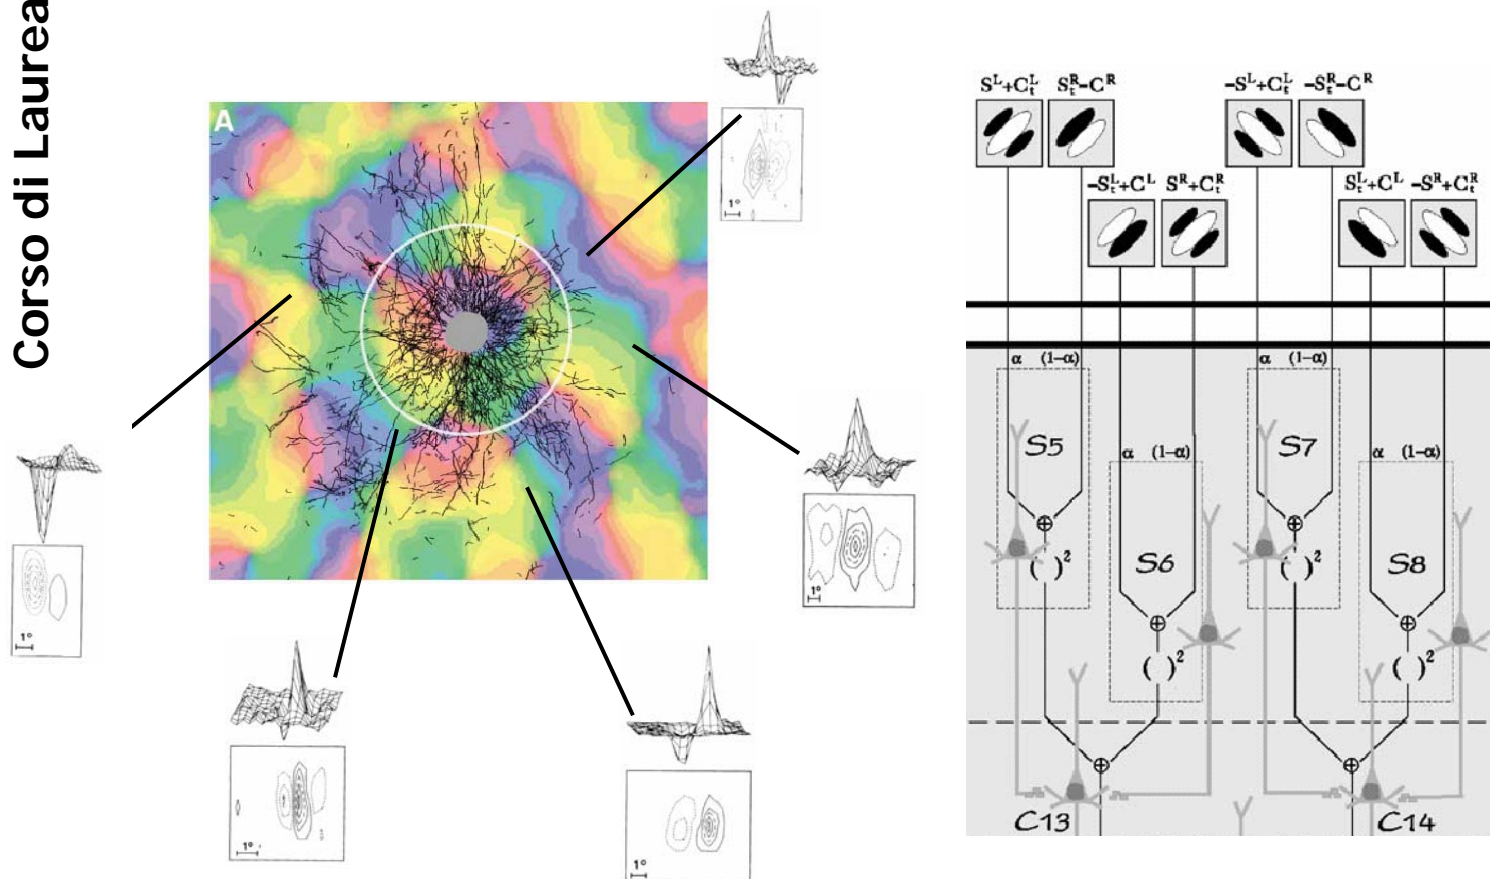 Corso di Laurea
A
1°
1°
1°
1°
1°
S^L+C_t^L S_t^R–C^R
–S_t^L+C^L S^R+C_t^R
–S^L+C_t^L –S_t^R–C^R
S_t^L+C^L –S^R+C_t^R
α (1–α)
S5
( )²
α (1–α)
S6
( )²
α (1–α)
S7
( )²
α (1–α)
S8
( )²
C13
C14